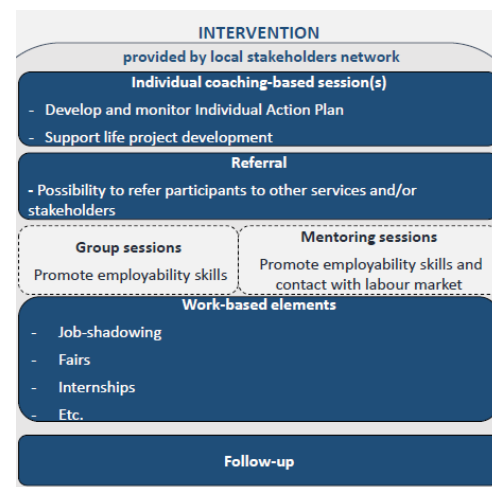 INTERVENTION
provided by local stakeholders network
Individual coaching-based session(s)
- Develop and monitor Individual Action Plan
- Support life project development
Referral
- Possibility to refer participants to other services and/or
stakeholders
Group sessions
Promote employability skills
Mentoring sessions
Promote employability skills and
contact with labour market
Work-based elements
- Job-shadowing
- Fairs
- Internships
- Etc.
Follow-up